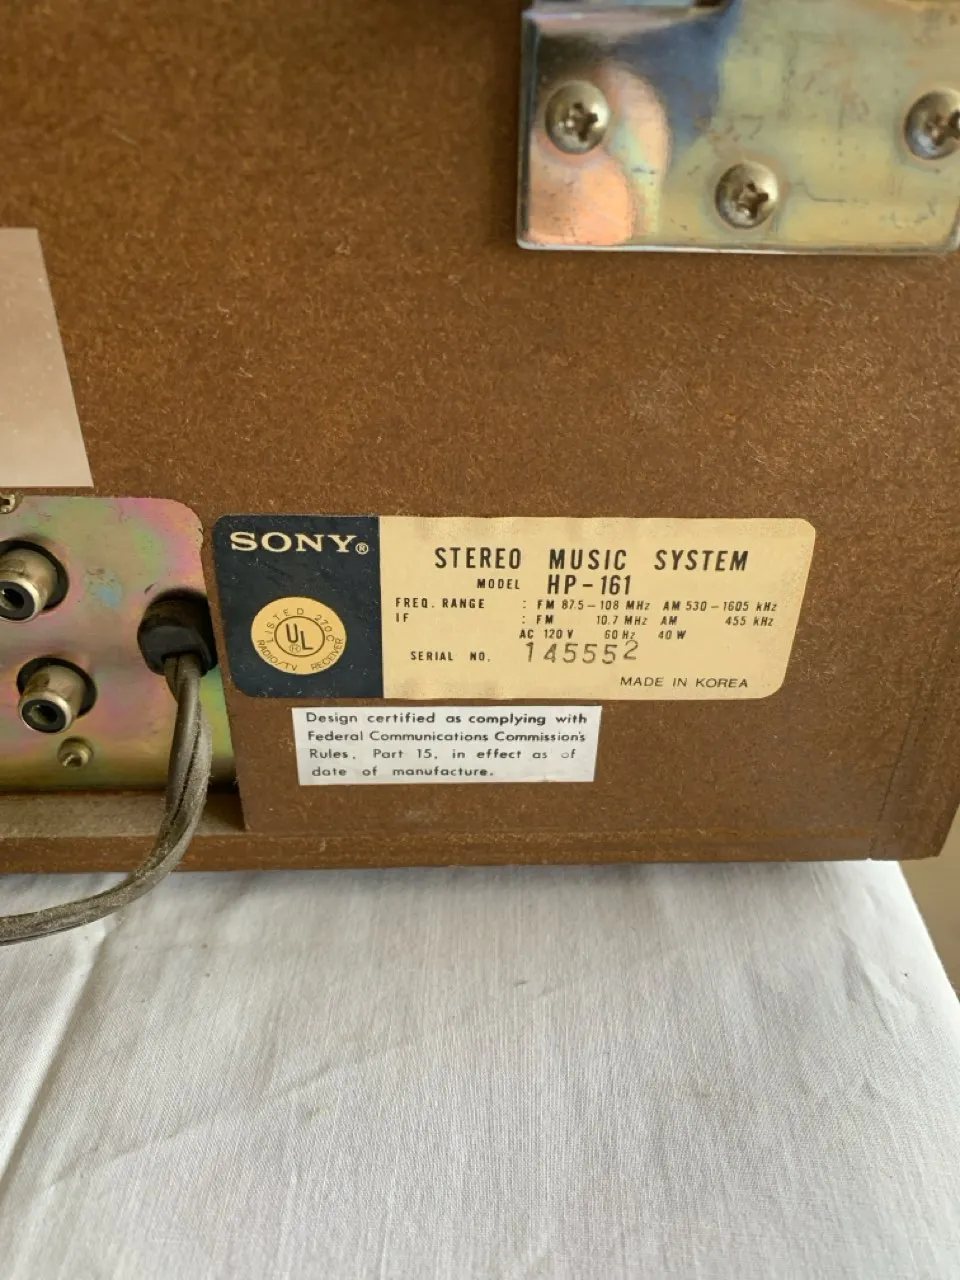 SONY®
LISTED 270C
UL®
RADIO/TV RECEIVER
STEREO MUSIC SYSTEM
MODEL HP-161
FREQ. RANGE : FM 87.5-108 MHz AM 530-1605 kHz
IF : FM 10.7 MHz AM 455 kHz
AC 120 V 60 Hz 40 W
SERIAL NO. 145552
MADE IN KOREA
Design certified as complying with
Federal Communications Commission's
Rules, Part 15, in effect as of
date of manufacture.